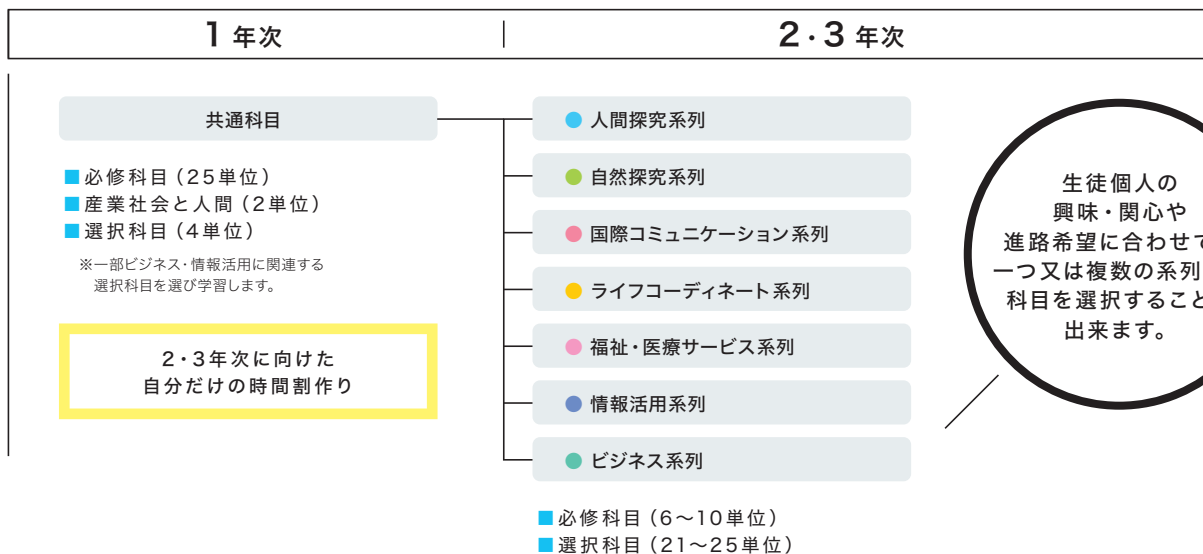 1 年次
2・3 年次
共通科目
■必修科目（25単位）
■産業社会と人間（2単位）
■選択科目（4単位）
※一部ビジネス・情報活用に関連する
選択科目を選び学習します。
2・3年次に向けた
自分だけの時間割作り
人間探究系列
自然探究系列
国際コミュニケーション系列
ライフコーディネート系列
福祉・医療サービス系列
情報活用系列
ビジネス系列
■必修科目（6〜10単位）
■選択科目（21〜25単位）
生徒個人の
興味・関心や
進路希望に合わせて
一つ又は複数の系列
科目を選択すること
出来ます。